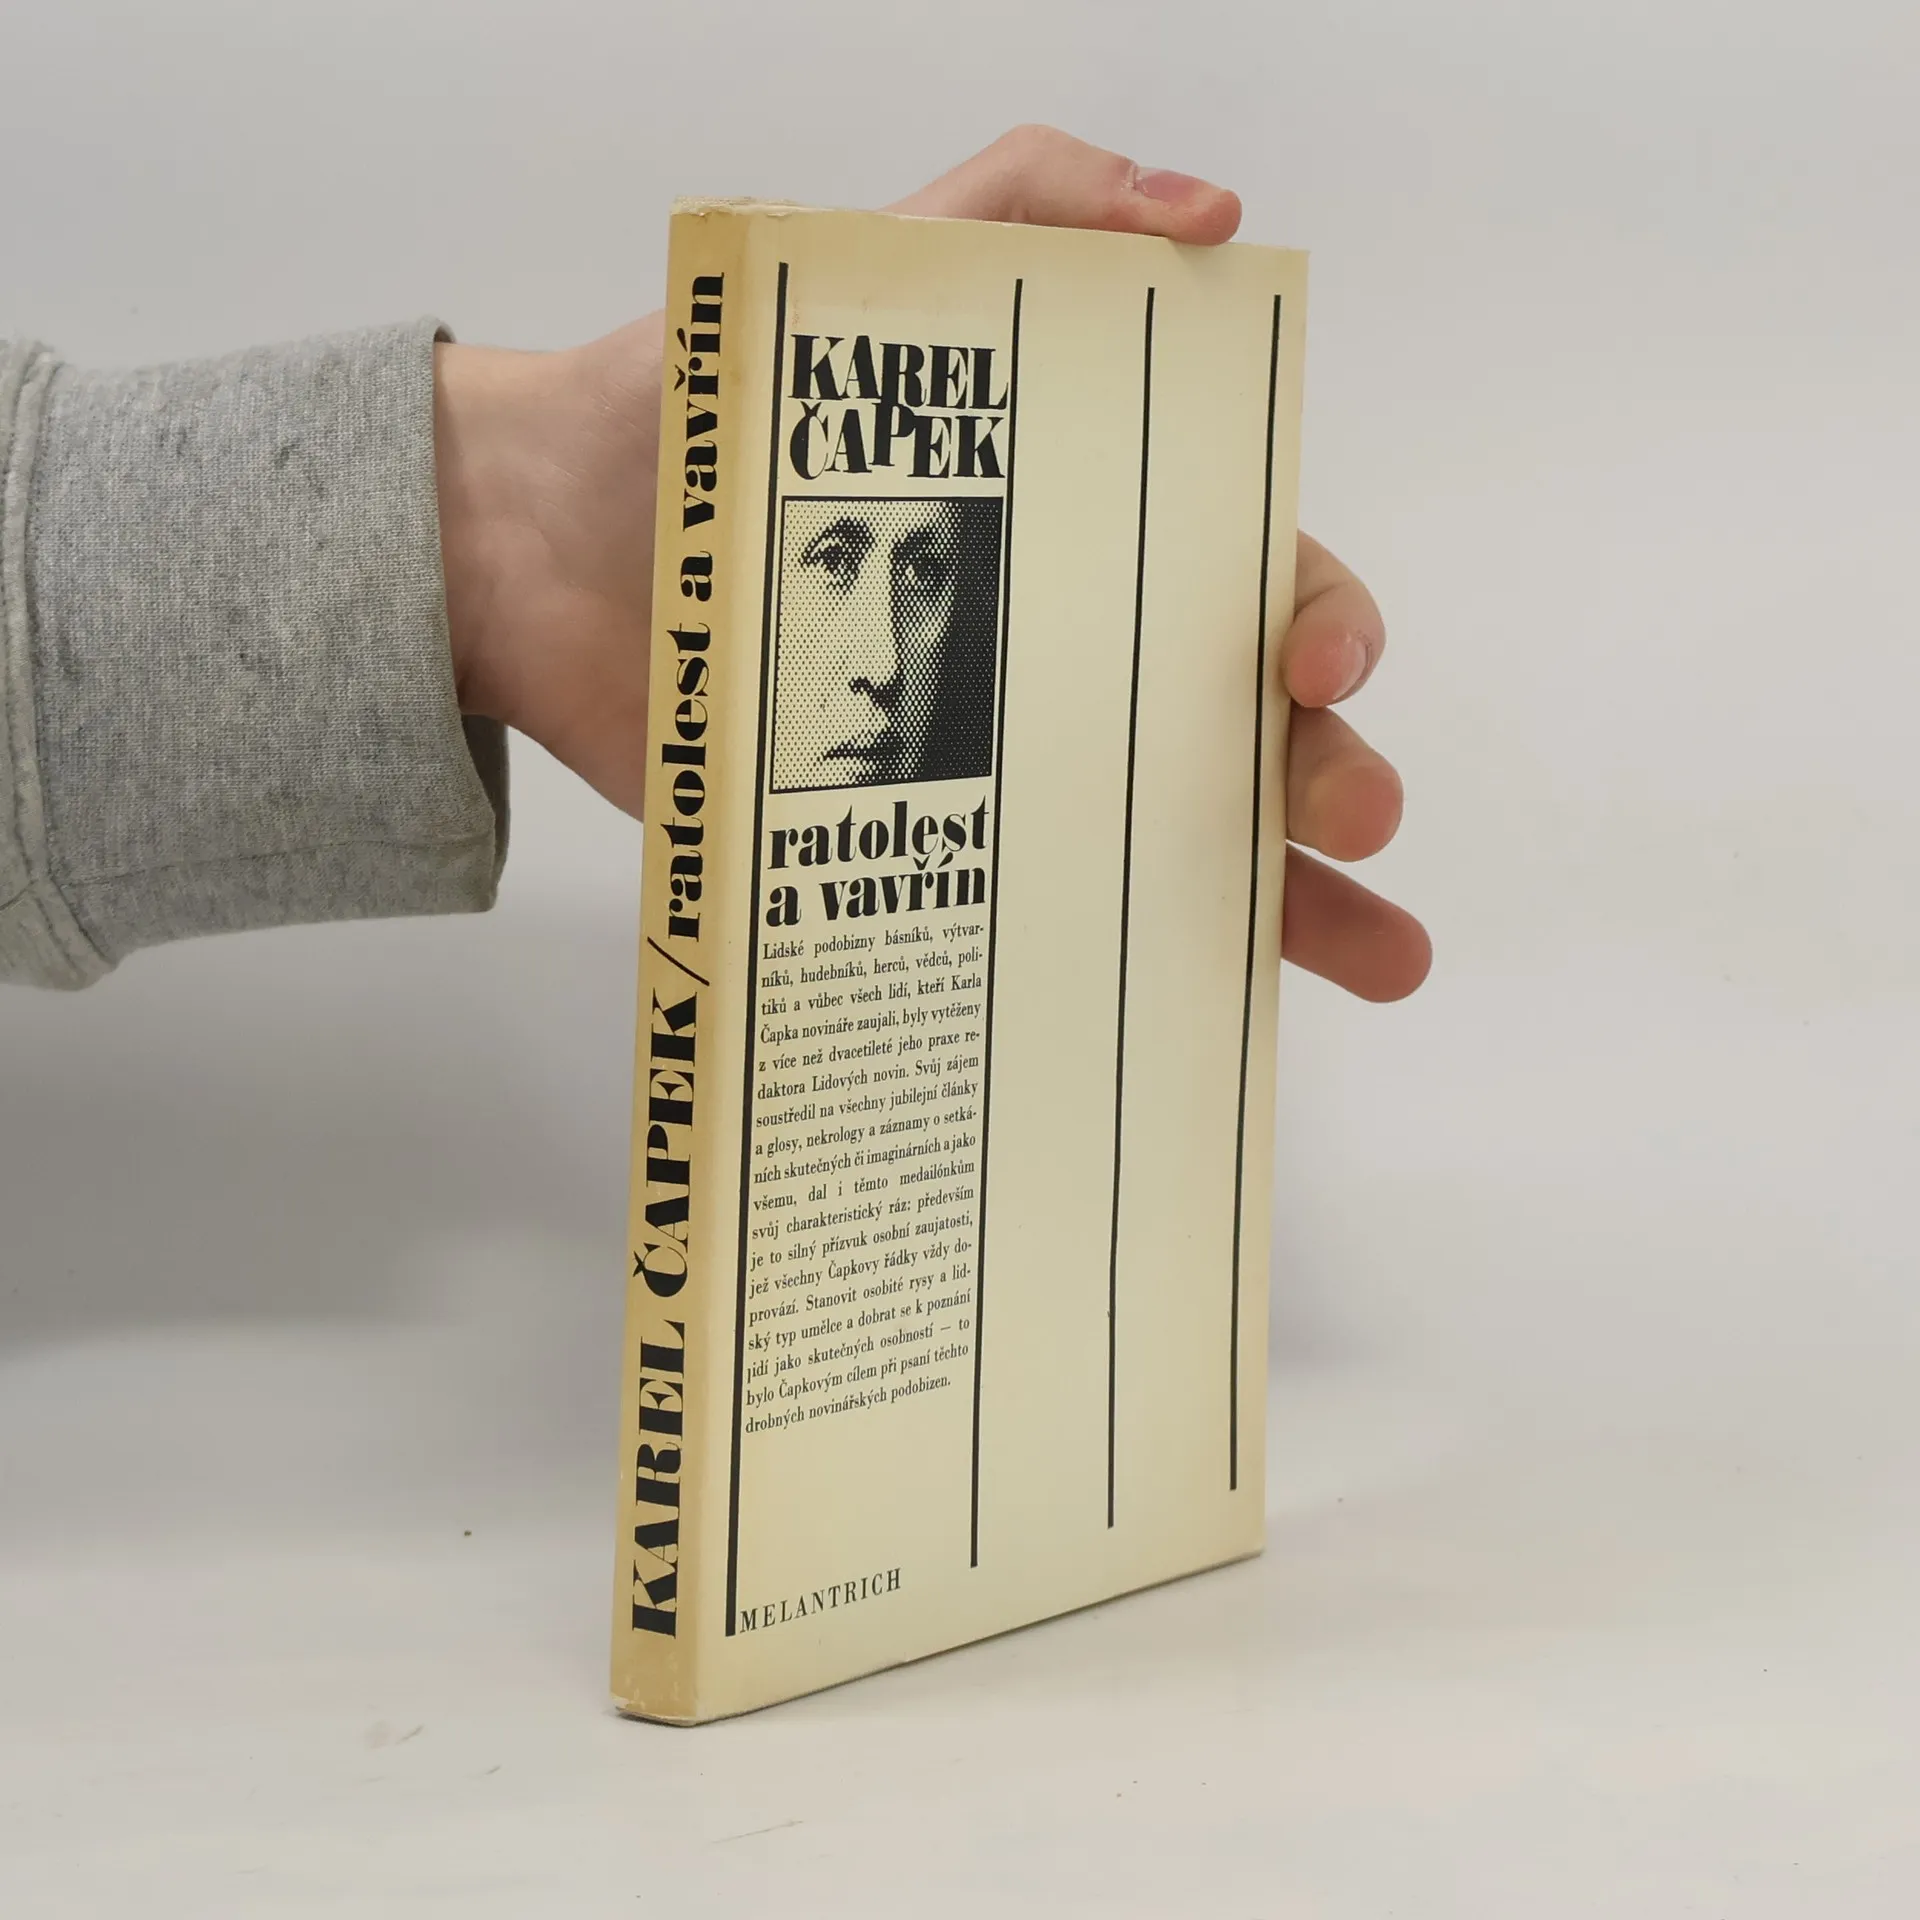 KAREL ČAPEK/ratolest a vavřín
KAREL
ČAPEK
ratolest
a vavřín
Lidské podobizny básníků, výtvar-
níků, hudebníků, herců, vědců, poli-
tiků a vůbec všech lidí, kteří Karla
Čapka novináře zaujali, byly vytěženy
z více než dvacetileté jeho praxe re-
daktora Lidových novin. Svůj zájem
soustředil na všechny jubilejní články
a glosy, nekrology a záznamy o setká-
ních skutečných či imaginárních a jako
všemu, dal i těmto medailónkům
svůj charakteristický ráz: především
je to silný přízvuk osobní zaujatosti,
jež všechny Čapkovy řádky vždy do-
provází. Stanovit osobité rysy a lid-
ský typ umělce a dobrat se k poznání
jidí jako skutečných osobností — to
bylo Čapkovým cílem při psaní těchto
drobných novinářských podobizen.
MELANTRICH